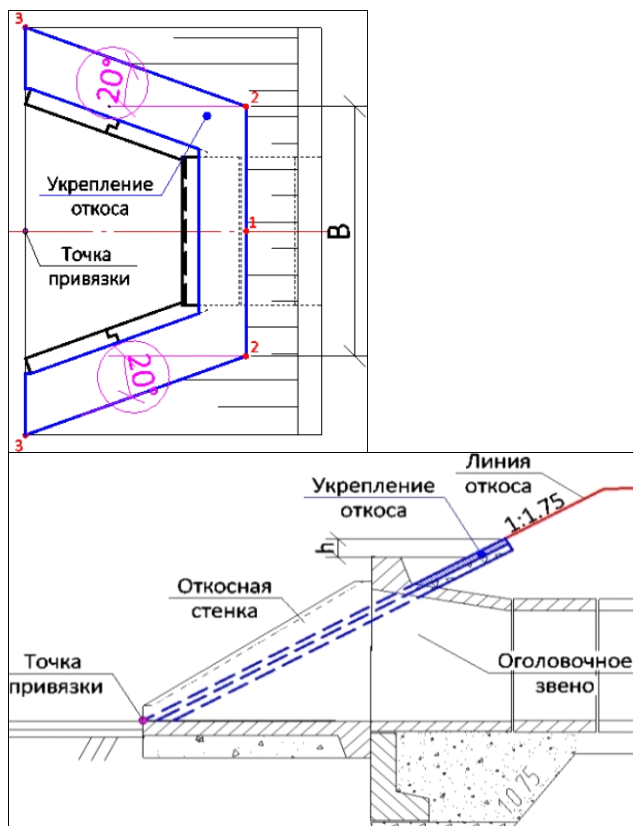 3
20°
2
Укрепление
откоса
1
B
Точка
привязки
20°
2
3
Линия
откоса
Укрепление
откоса
1:1.75
h
Откосная
стенка
Точка
привязки
Оголовочное
звено
1:0.75